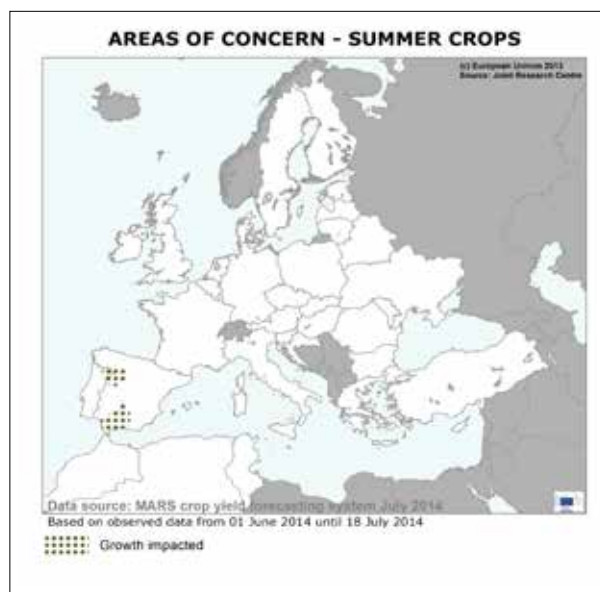 AREAS OF CONCERN - SUMMER CROPS
(c) European Unioin 2013
Source: Joint Research Centre
Data source: MARS crop yield forecasting system July 2014
Based on observed data from 01 June 2014 until 18 July 2014
Growth impacted